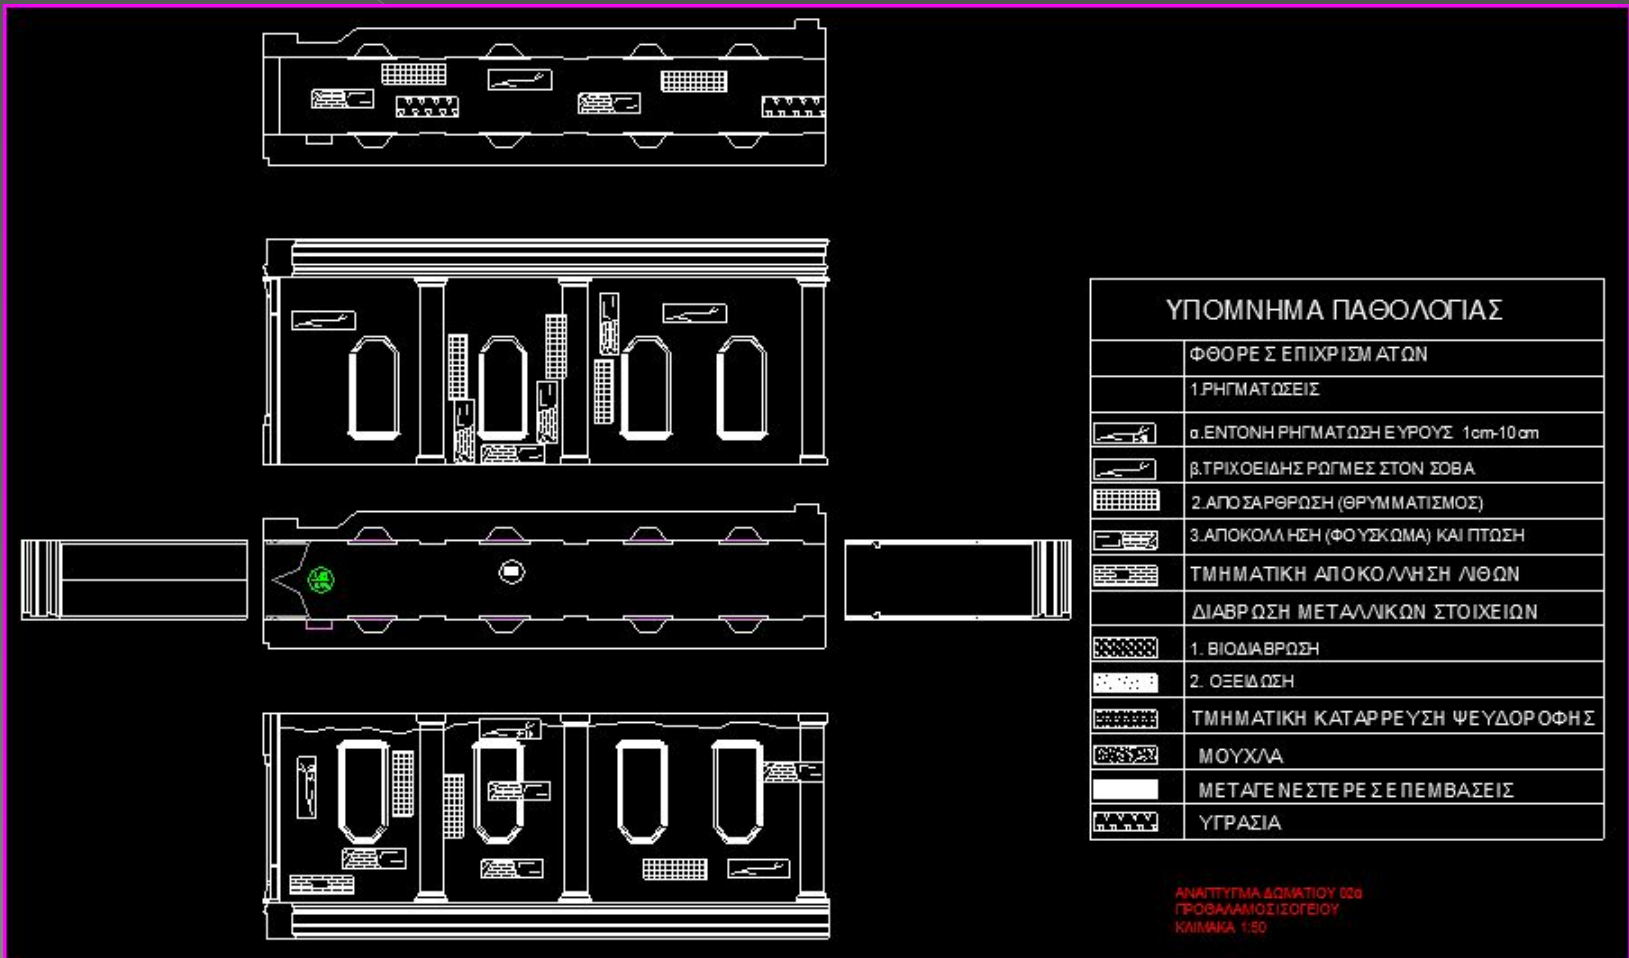 ΥΠΟΜΝΗΜΑ ΠΑΘΟΛΟΓΙΑΣ
ΦΘΟΡΕΣ ΕΠΙΧΡΙΣΜΑΤΩΝ
1.ΡΗΓΜΑΤΩΣΕΙΣ
α.ΕΝΤΟΝΗ ΡΗΓΜΑΤΩΣΗ ΕΥΡΟΥΣ 1cm-10cm
β.ΤΡΙΧΟΕΙΔΗΣ ΡΩΓΜΕΣ ΣΤΟΝ ΣΟΒΑ
2.ΑΠΟΣΑΡΘΡΩΣΗ (ΘΡΥΜΜΑΤΙΣΜΟΣ)
3.ΑΠΟΚΟΛΛΗΣΗ (ΦΟΥΣΚΩΜΑ) ΚΑΙ ΠΤΩΣΗ
ΤΜΗΜΑΤΙΚΗ ΑΠΟΚΟΛΛΗΣΗ ΛΙΘΩΝ
ΔΙΑΒΡΩΣΗ ΜΕΤΑΛΛΙΚΩΝ ΣΤΟΙΧΕΙΩΝ
1. ΒΙΟΔΙΑΒΡΩΣΗ
2. ΟΞΕΙΔΩΣΗ
ΤΜΗΜΑΤΙΚΗ ΚΑΤΑΡΡΕΥΣΗ ΨΕΥΔΟΡΟΦΗΣ
ΜΟΥΧΛΑ
ΜΕΤΑΓΕΝΕΣΤΕΡΕΣ ΕΠΕΜΒΑΣΕΙΣ
ΥΓΡΑΣΙΑ
ΑΝΑΠΤΥΓΜΑ ΔΩΜΑΤΙΟΥ 02α
ΠΡΟΘΑΛΑΜΟΣ ΙΣΟΓΕΙΟΥ
ΚΛΙΜΑΚΑ 1:50